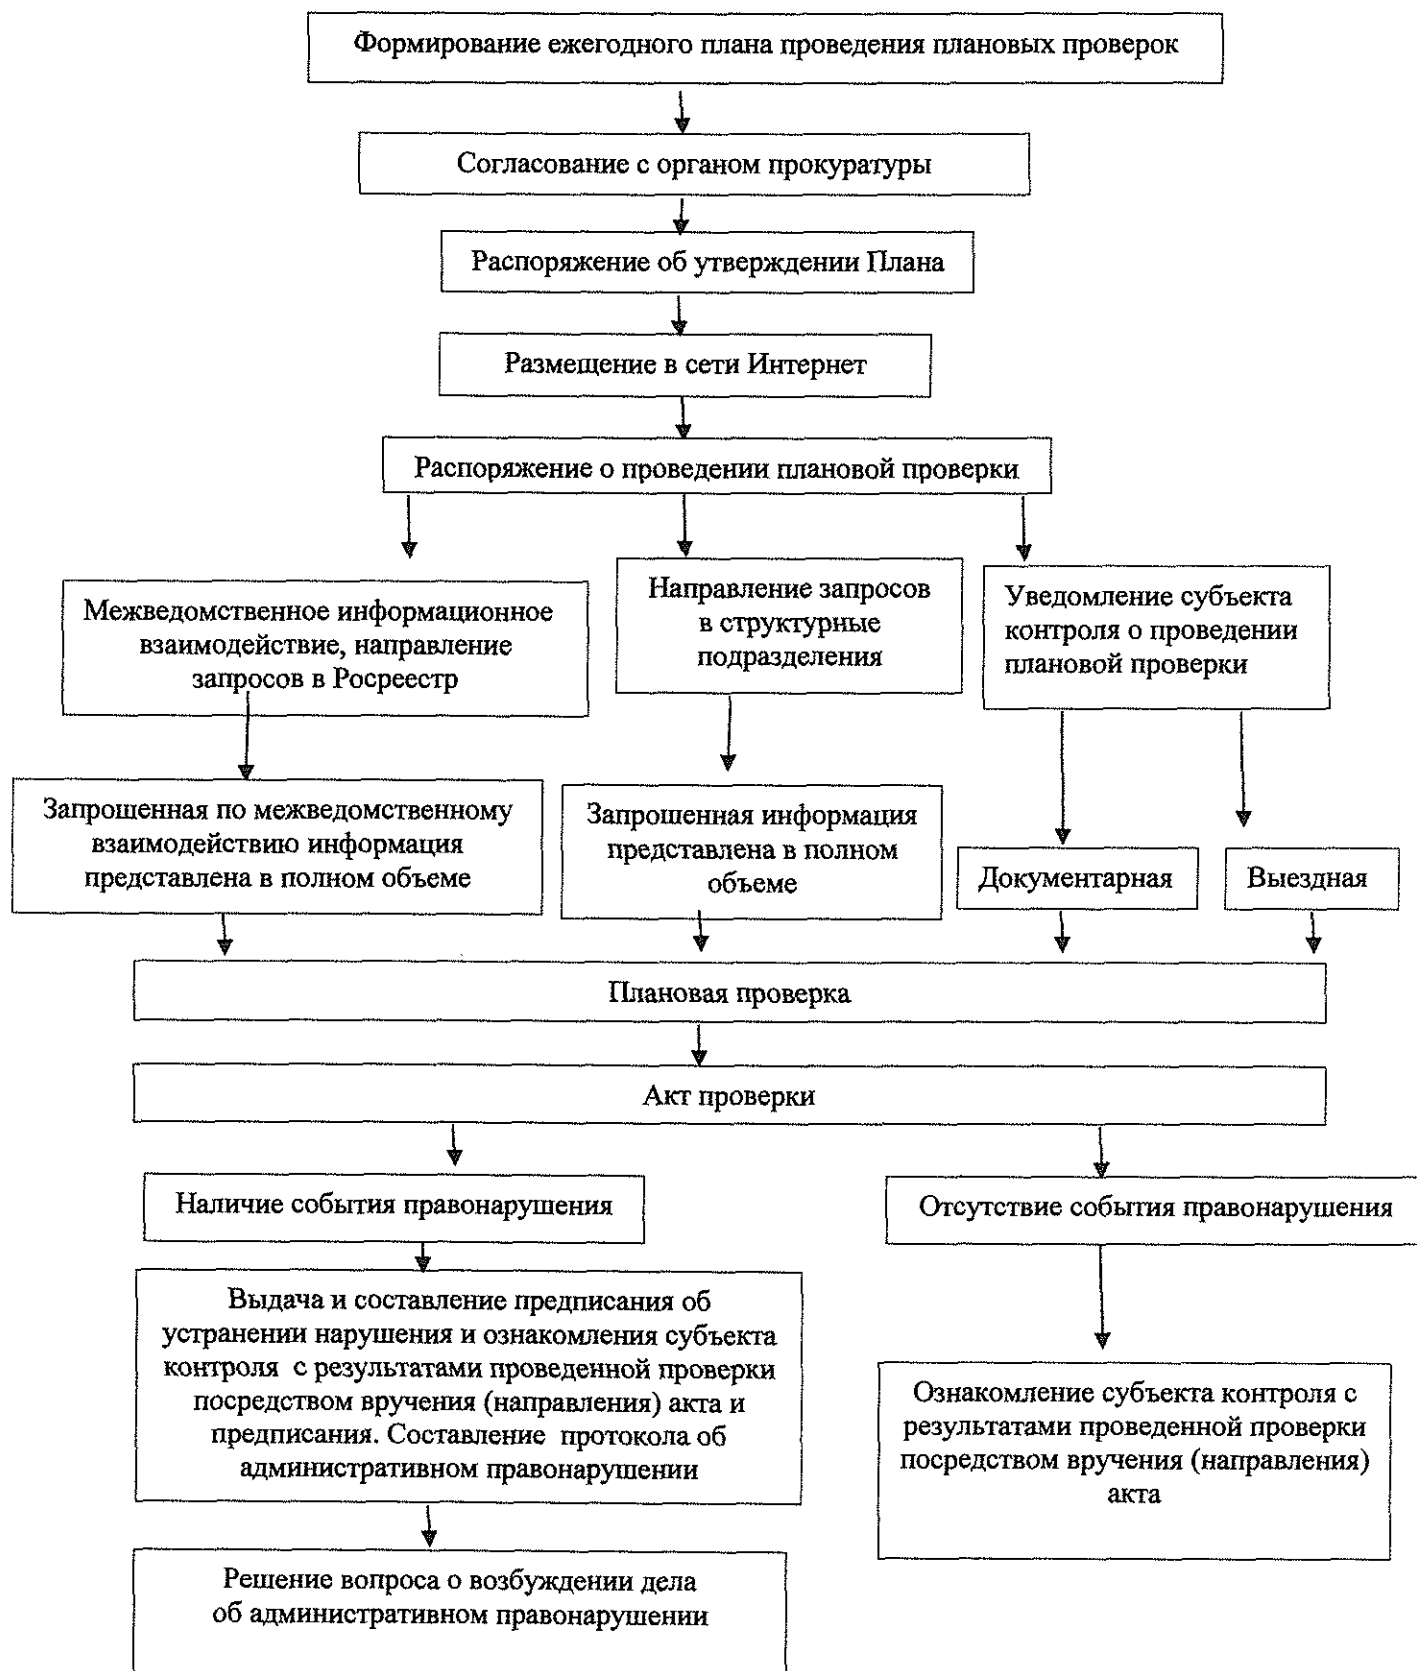 Формирование ежегодного плана проведения плановых проверок
Согласование с органом прокуратуры
Распоряжение об утверждении Плана
Размещение в сети Интернет
Распоряжение о проведении плановой проверки
Межведомственное информационное
взаимодействие, направление
запросов в Росреестр
Направление запросов
в структурные
подразделения
Уведомление субъекта
контроля о проведении
плановой проверки
Запрошенная по межведомственному
взаимодействию информация
представлена в полном объеме
Запрошенная информация
представлена в полном
объеме
Документарная
Выездная
Плановая проверка
Акт проверки
Наличие события правонарушения
Отсутствие события правонарушения
Выдача и составление предписания об
устранении нарушения и ознакомления субъекта
контроля с результатами проведенной проверки
посредством вручения (направления) акта и
предписания. Составление протокола об
административном правонарушении
Ознакомление субъекта контроля с
результатами проведенной проверки
посредством вручения (направления)
акта
Решение вопроса о возбуждении дела
об административном правонарушении